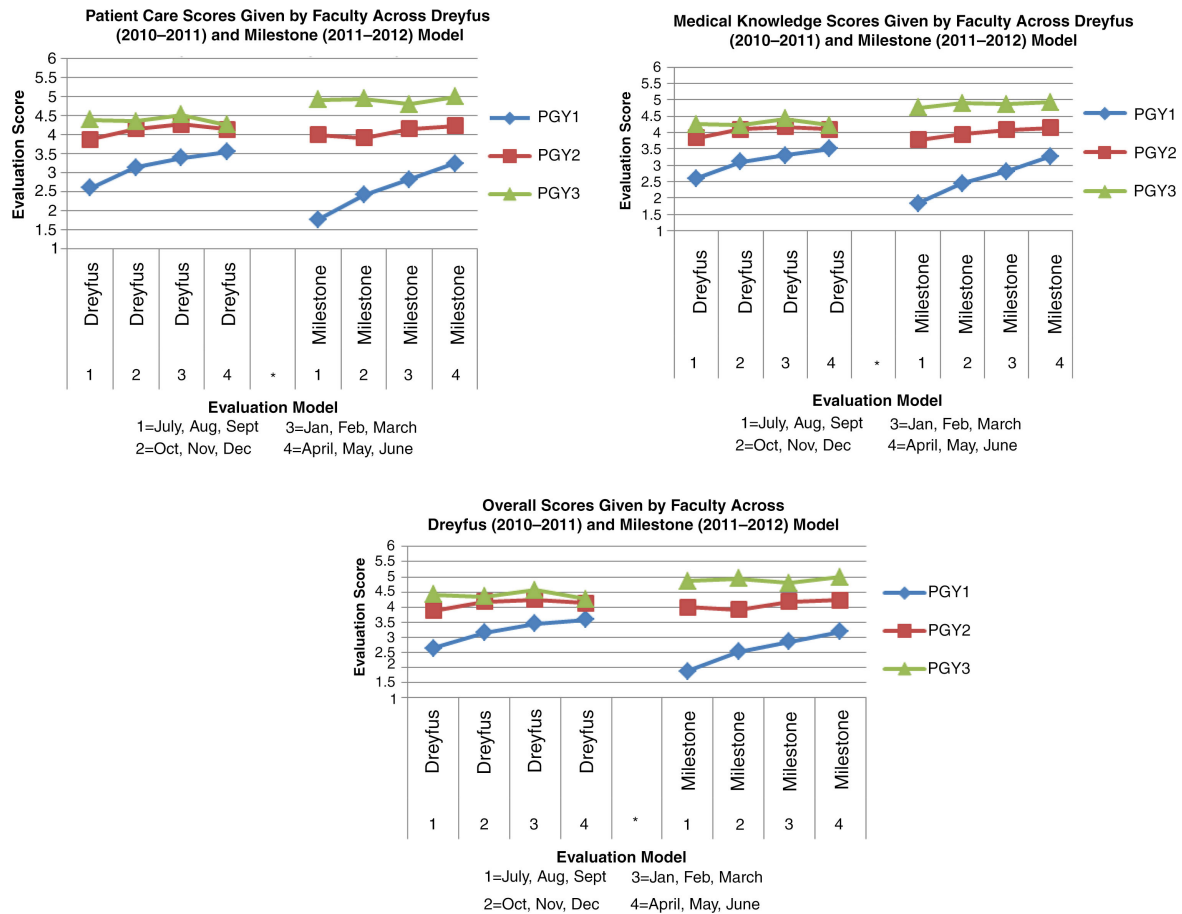 Patient Care Scores Given by Faculty Across Dreyfus
(2010–2011) and Milestone (2011–2012) Model
Evaluation Score
6
5.5
5
4.5
4
3.5
3
2.5
2
1.5
1
PGY1
PGY2
PGY3
Dreyfus Dreyfus Dreyfus Dreyfus Milestone Milestone Milestone Milestone
1 2 3 4 * 1 2 3 4
Evaluation Model
1=July, Aug, Sept 3=Jan, Feb, March
2=Oct, Nov, Dec 4=April, May, June
Medical Knowledge Scores Given by Faculty Across Dreyfus
(2010–2011) and Milestone (2011–2012) Model
Evaluation Score
6
5.5
5
4.5
4
3.5
3
2.5
2
1.5
1
PGY1
PGY2
PGY3
Dreyfus Dreyfus Dreyfus Dreyfus Milestone Milestone Milestone Milestone
1 2 3 4 * 1 2 3 4
Evaluation Model
1=July, Aug, Sept 3=Jan, Feb, March
2=Oct, Nov, Dec 4=April, May, June
Overall Scores Given by Faculty Across
Dreyfus (2010–2011) and Milestone (2011–2012) Model
Evaluation Score
6
5.5
5
4.5
4
3.5
3
2.5
2
1.5
1
PGY1
PGY2
PGY3
Dreyfus Dreyfus Dreyfus Dreyfus Milestone Milestone Milestone Milestone
1 2 3 4 * 1 2 3 4
Evaluation Model
1=July, Aug, Sept 3=Jan, Feb, March
2=Oct, Nov, Dec 4=April, May, June